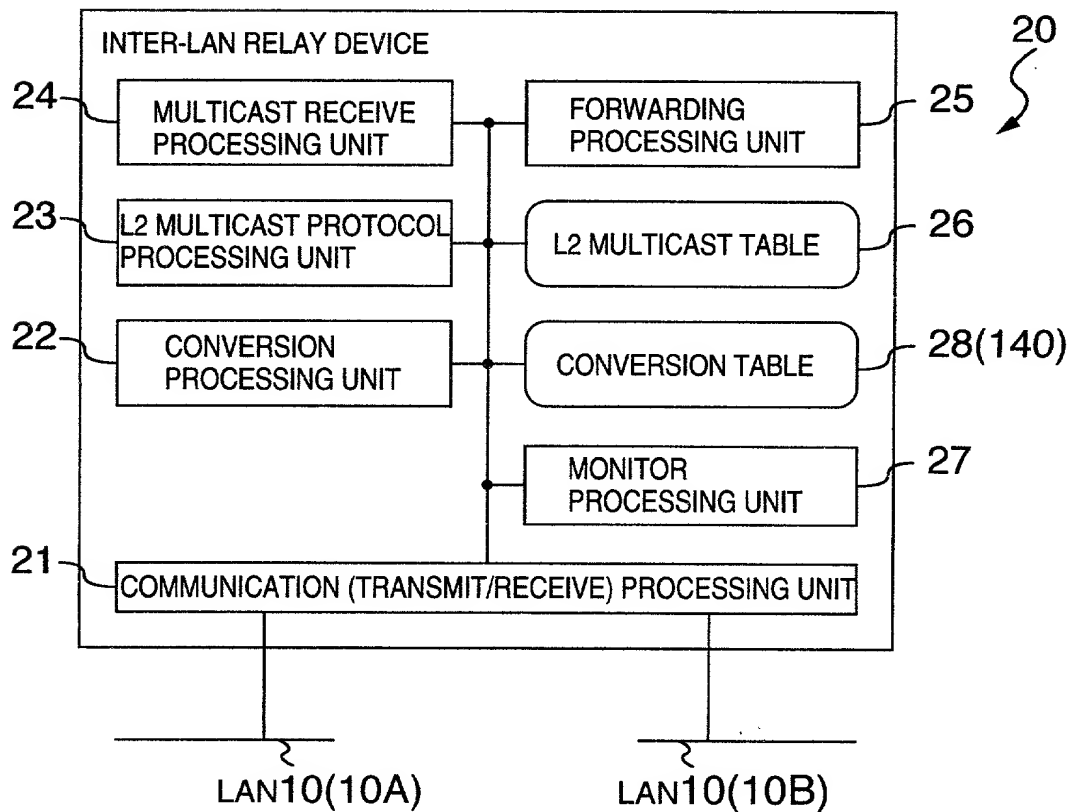 INTER-LAN RELAY DEVICE
20
24
MULTICAST RECEIVE
PROCESSING UNIT
FORWARDING
PROCESSING UNIT
25
23
L2 MULTICAST PROTOCOL
PROCESSING UNIT
L2 MULTICAST TABLE
26
22
CONVERSION
PROCESSING UNIT
CONVERSION TABLE
28(140)
MONITOR
PROCESSING UNIT
27
21
COMMUNICATION (TRANSMIT/RECEIVE) PROCESSING UNIT
LAN10(10A)
LAN10(10B)